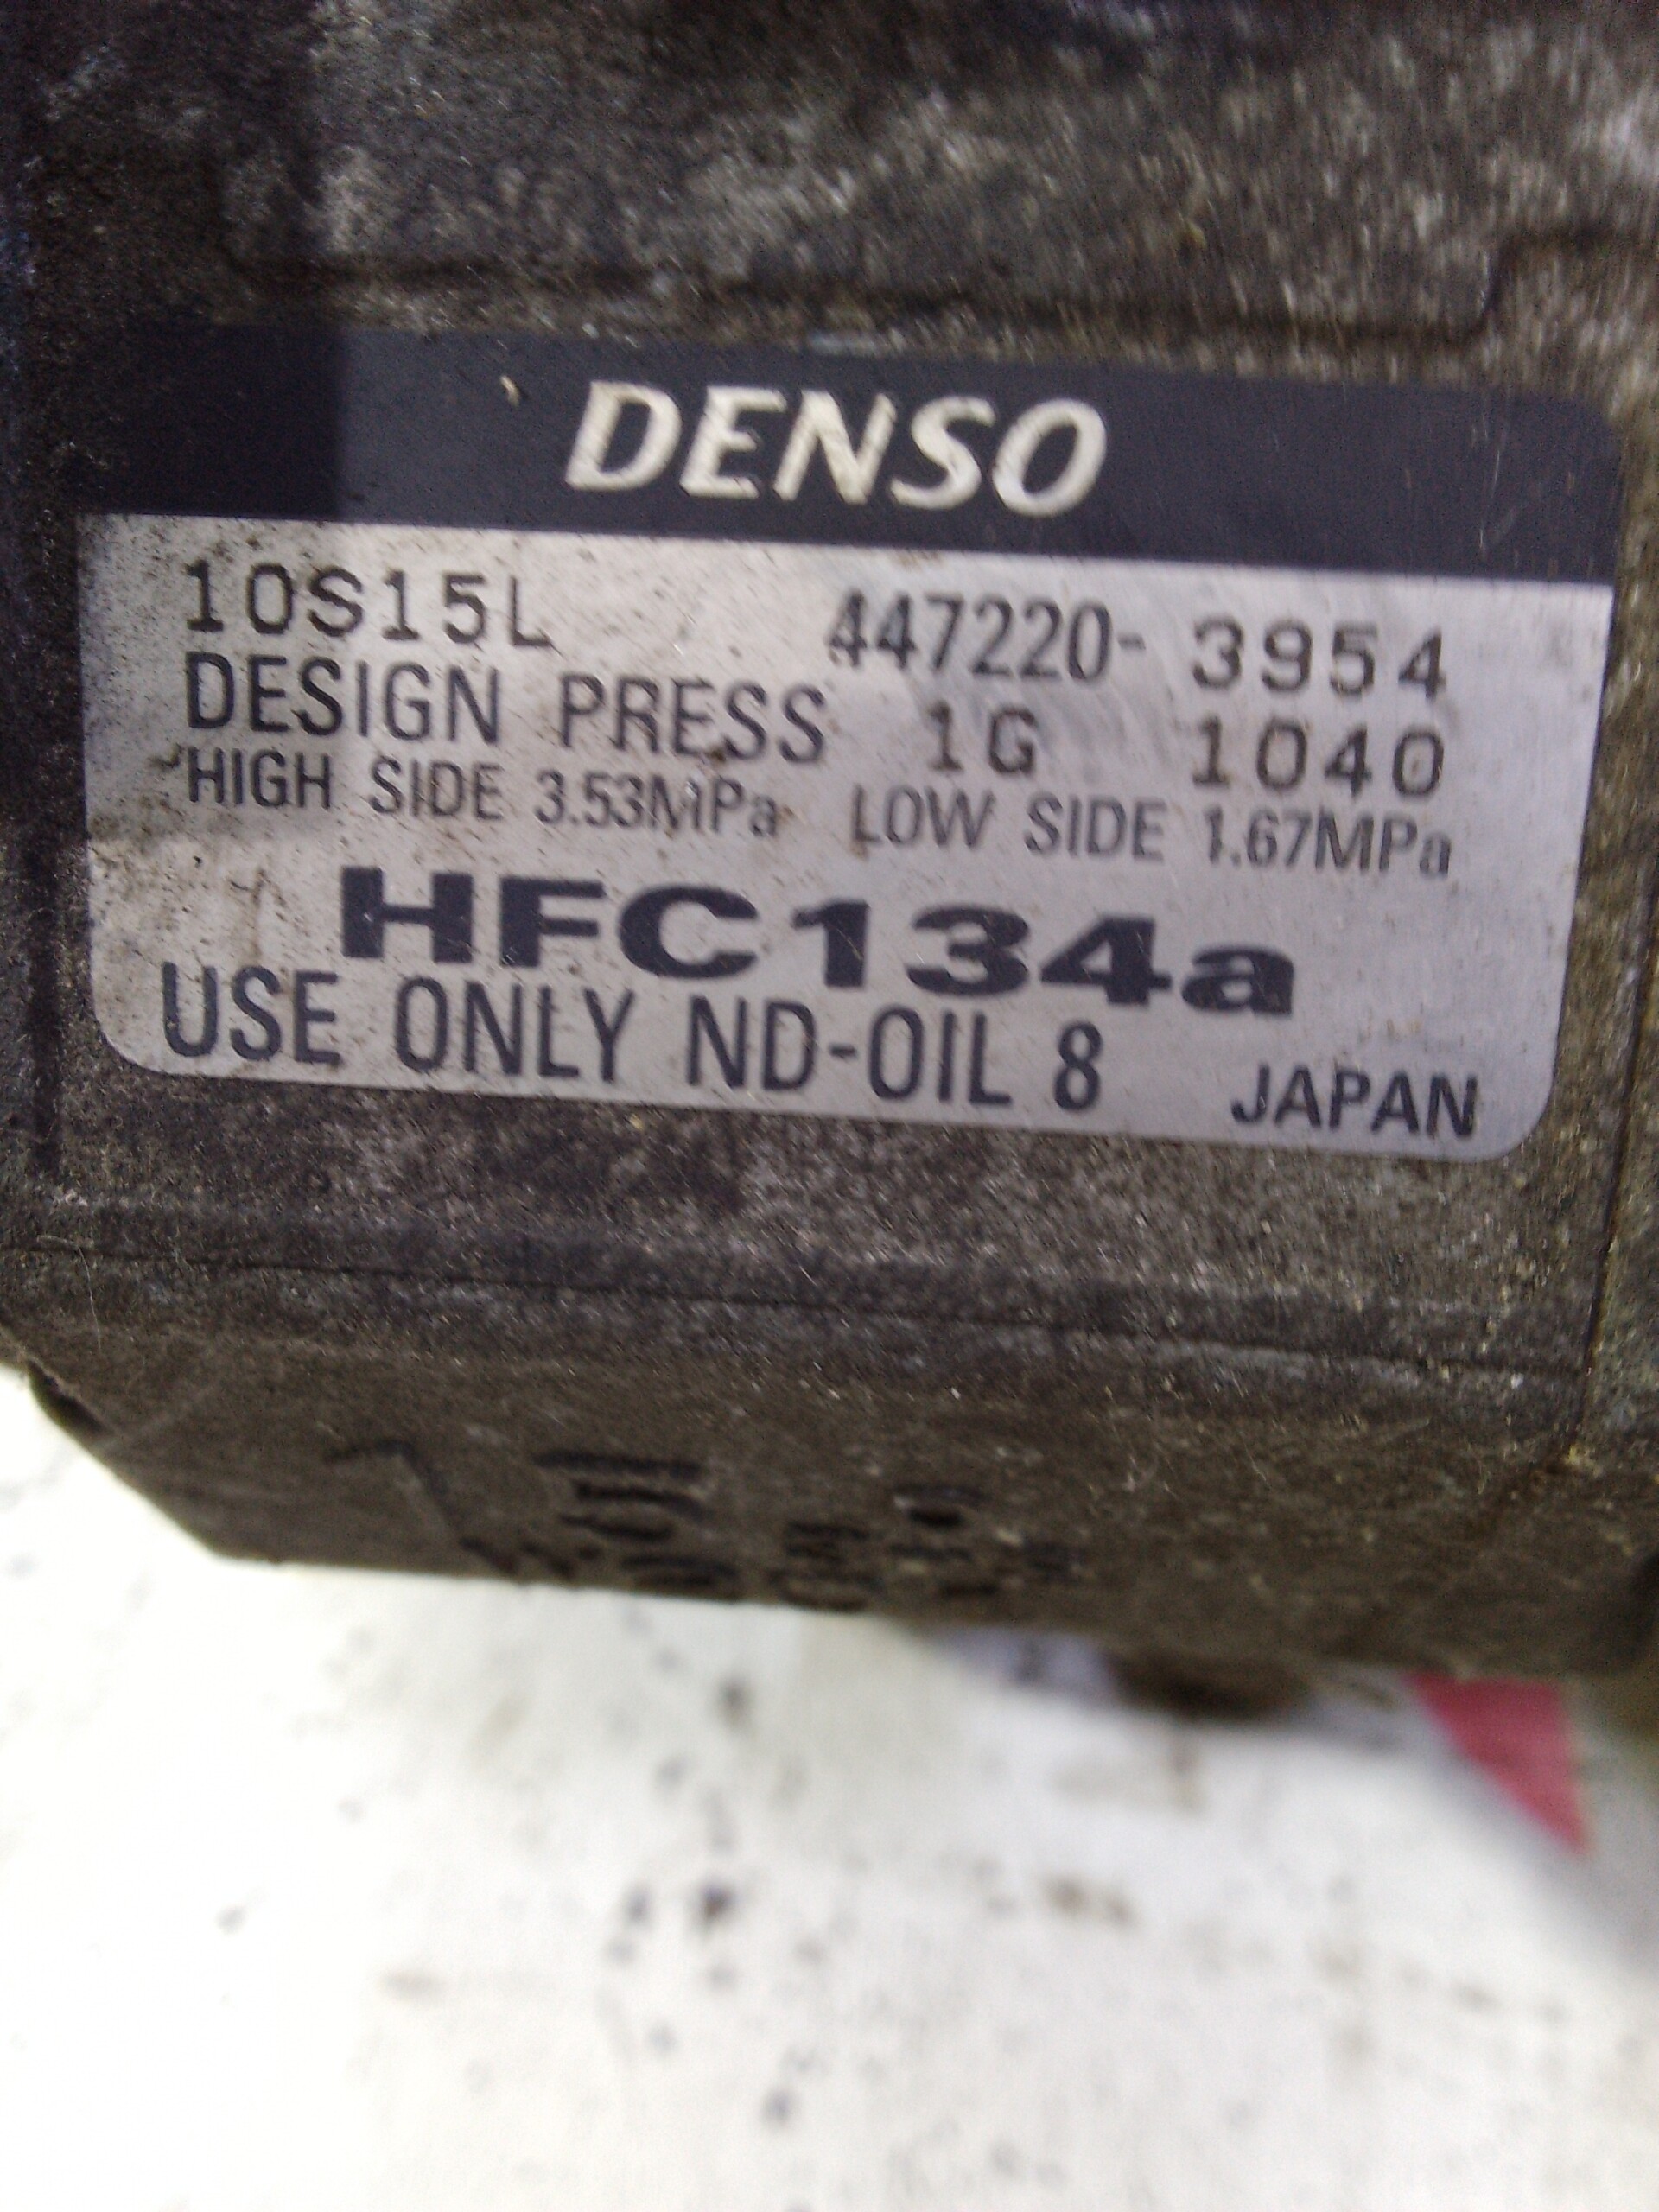 DENSO
10S15L 447220-3954
DESIGN PRESS 1G 1040
HIGH SIDE 3.53MPa LOW SIDE 1.67MPa
HFC134a
USE ONLY ND-OIL 8 JAPAN